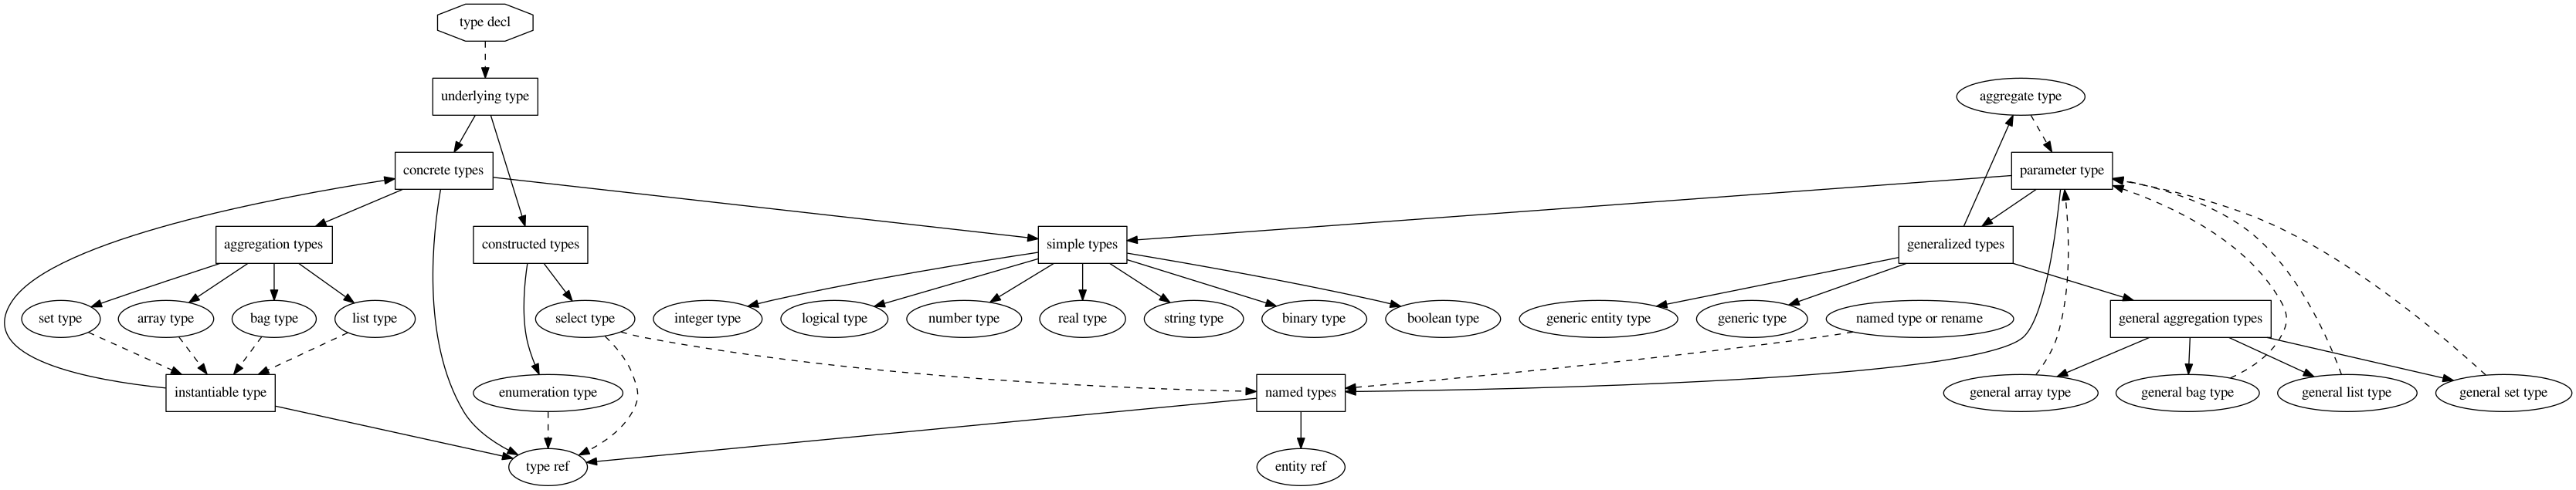 type decl
underlying type
aggregate type
concrete types
parameter type
aggregation types
constructed types
simple types
generalized types
set type
array type
bag type
list type
select type
integer type
logical type
number type
real type
string type
binary type
boolean type
generic entity type
generic type
named type or rename
general aggregation types
instantiable type
enumeration type
named types
general array type
general bag type
general list type
general set type
type ref
entity ref